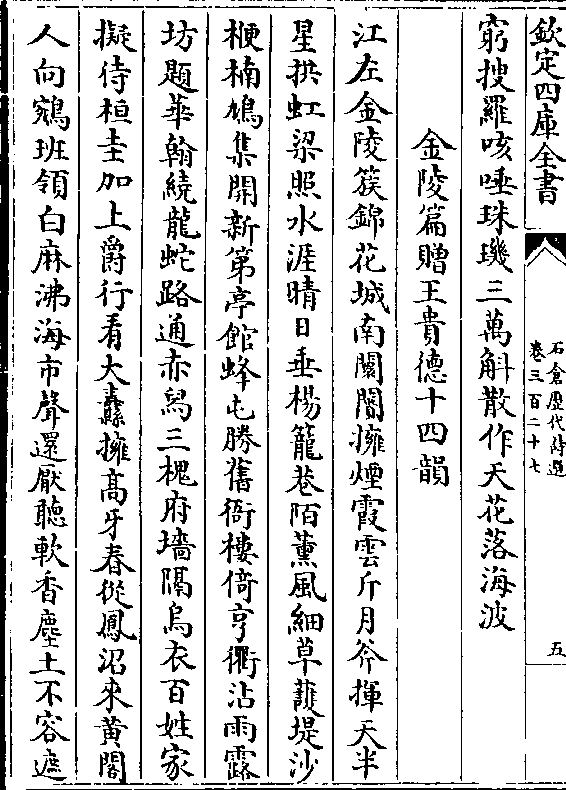 欽定四庫全書
石倉歷代詩選
卷三百二十七
五
窮搜羅咳唾珠璣三萬斛散作天花落海波
金陵篇贈王貴德十四韻
江左金陵簇錦花城南闤闠擁煙霞雲斤月斧揮天半
星拱虹梁照水涯晴日垂楊籠巷陌薰風細草護堤沙
楩楠鳩集開新第亭館蜂屯勝舊衙樓倚亨衢沾雨露
坊題華翰繞龍蛇路通赤舄三槐府墻隔烏衣百姓家
擬侍桓圭加上爵行看大纛擁髙牙春從鳳沼來黄閣
人向鵷班領白麻沸海市聲還厭聽軟香塵土不容遮